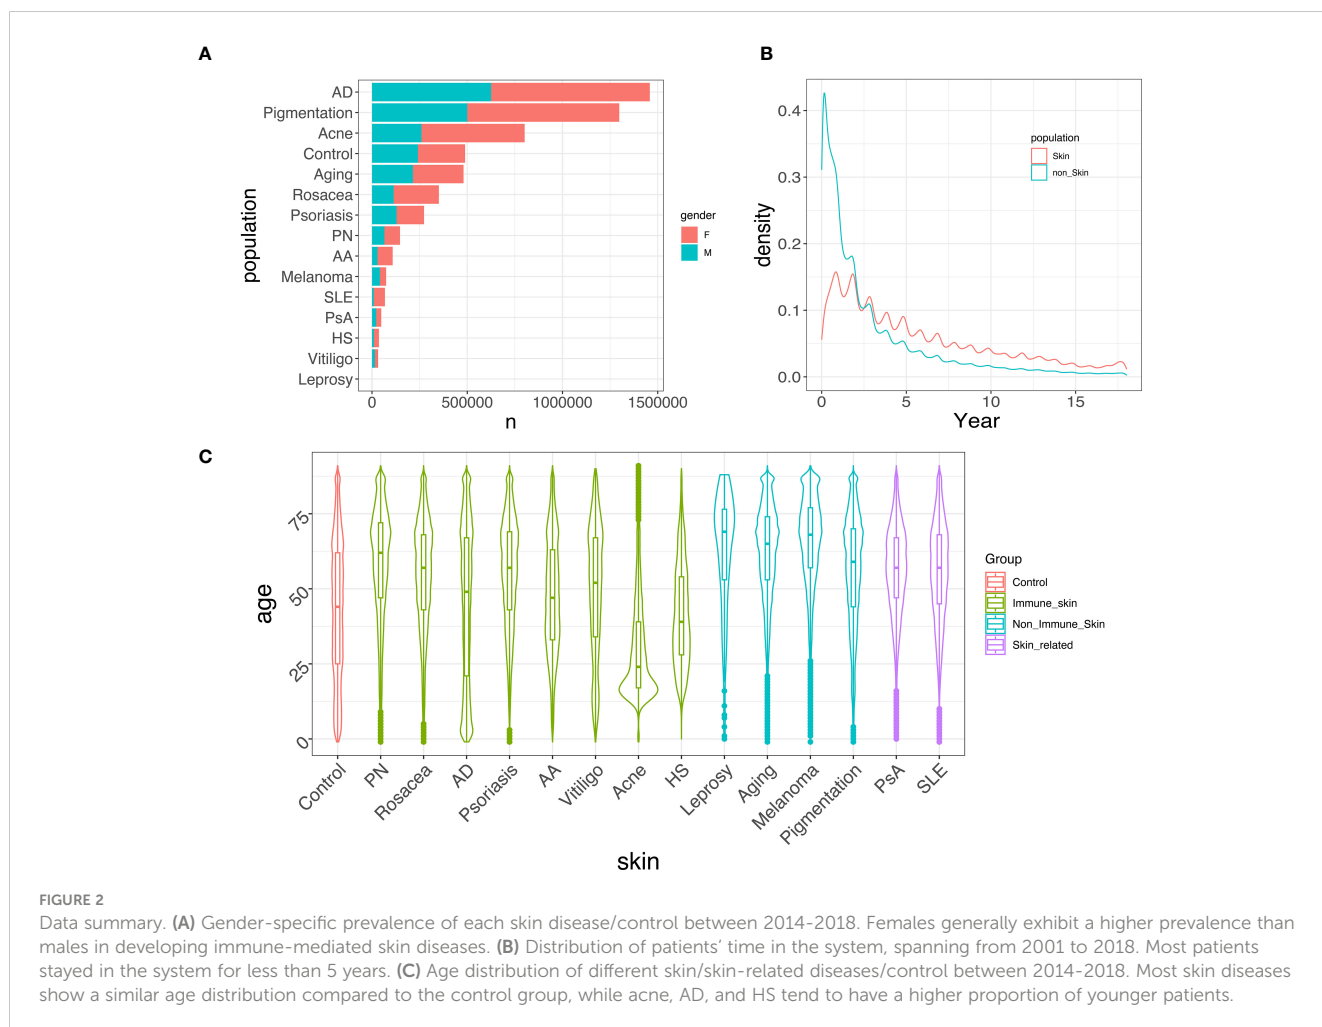 A
AD
Pigmentation
Acne
Control
Aging
Rosacea
Psoriasis
PN
AA
Melanoma
SLE
PsA
HS
Vitiligo
Leprosy
population
0
500000
1000000
1500000
n
gender
F
M
B
0.4
0.3
0.2
0.1
0.0
density
0
5
10
15
Year
population
Skin
non_Skin
C
75
50
25
0
age
Control
PN
Rosacea
AD
Psoriasis
AA
Vitiligo
Acne
HS
Leprosy
Aging
Melanoma
Pigmentation
PsA
SLE
skin
Group
Control
Immune_skin
Non_Immune_Skin
Skin_related
FIGURE 2
Data summary. (A) Gender-specific prevalence of each skin disease/control between 2014-2018. Females generally exhibit a higher prevalence than
males in developing immune-mediated skin diseases. (B) Distribution of patients’ time in the system, spanning from 2001 to 2018. Most patients
stayed in the system for less than 5 years. (C) Age distribution of different skin/skin-related diseases/control between 2014-2018. Most skin diseases
show a similar age distribution compared to the control group, while acne, AD, and HS tend to have a higher proportion of younger patients.